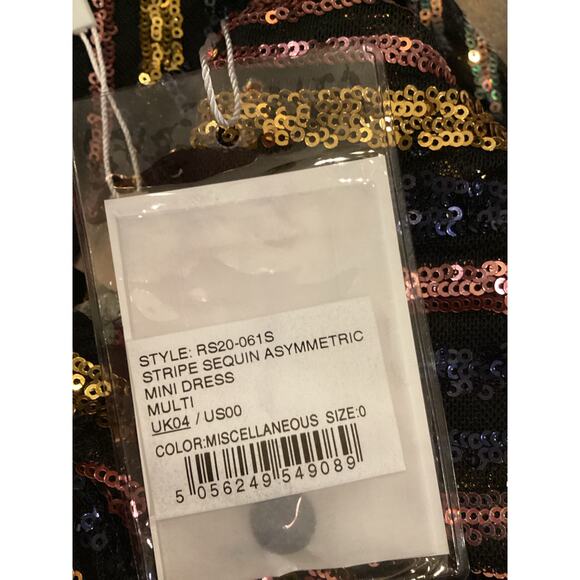 STYLE: RS20-061S
STRIPE SEQUIN ASYMMETRIC
MINI DRESS
MULTI
UK04 / US00
COLOR:MISCELLANEOUS SIZE:0
5 056249 549089